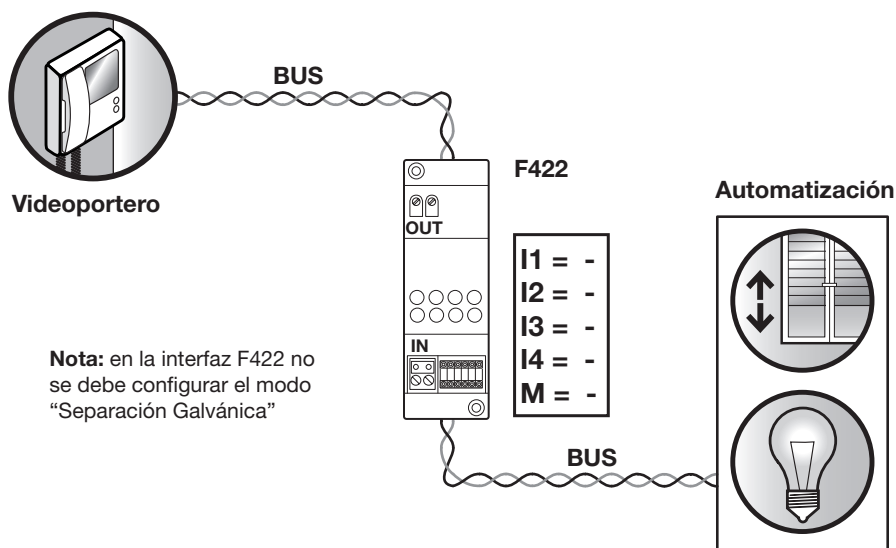 BUS
F422
Videoportero
Automatización
OUT
I1 = -
I2 = -
I3 = -
I4 = -
M = -
IN
Nota: en la interfaz F422 no
se debe configurar el modo
“Separación Galvánica”
BUS